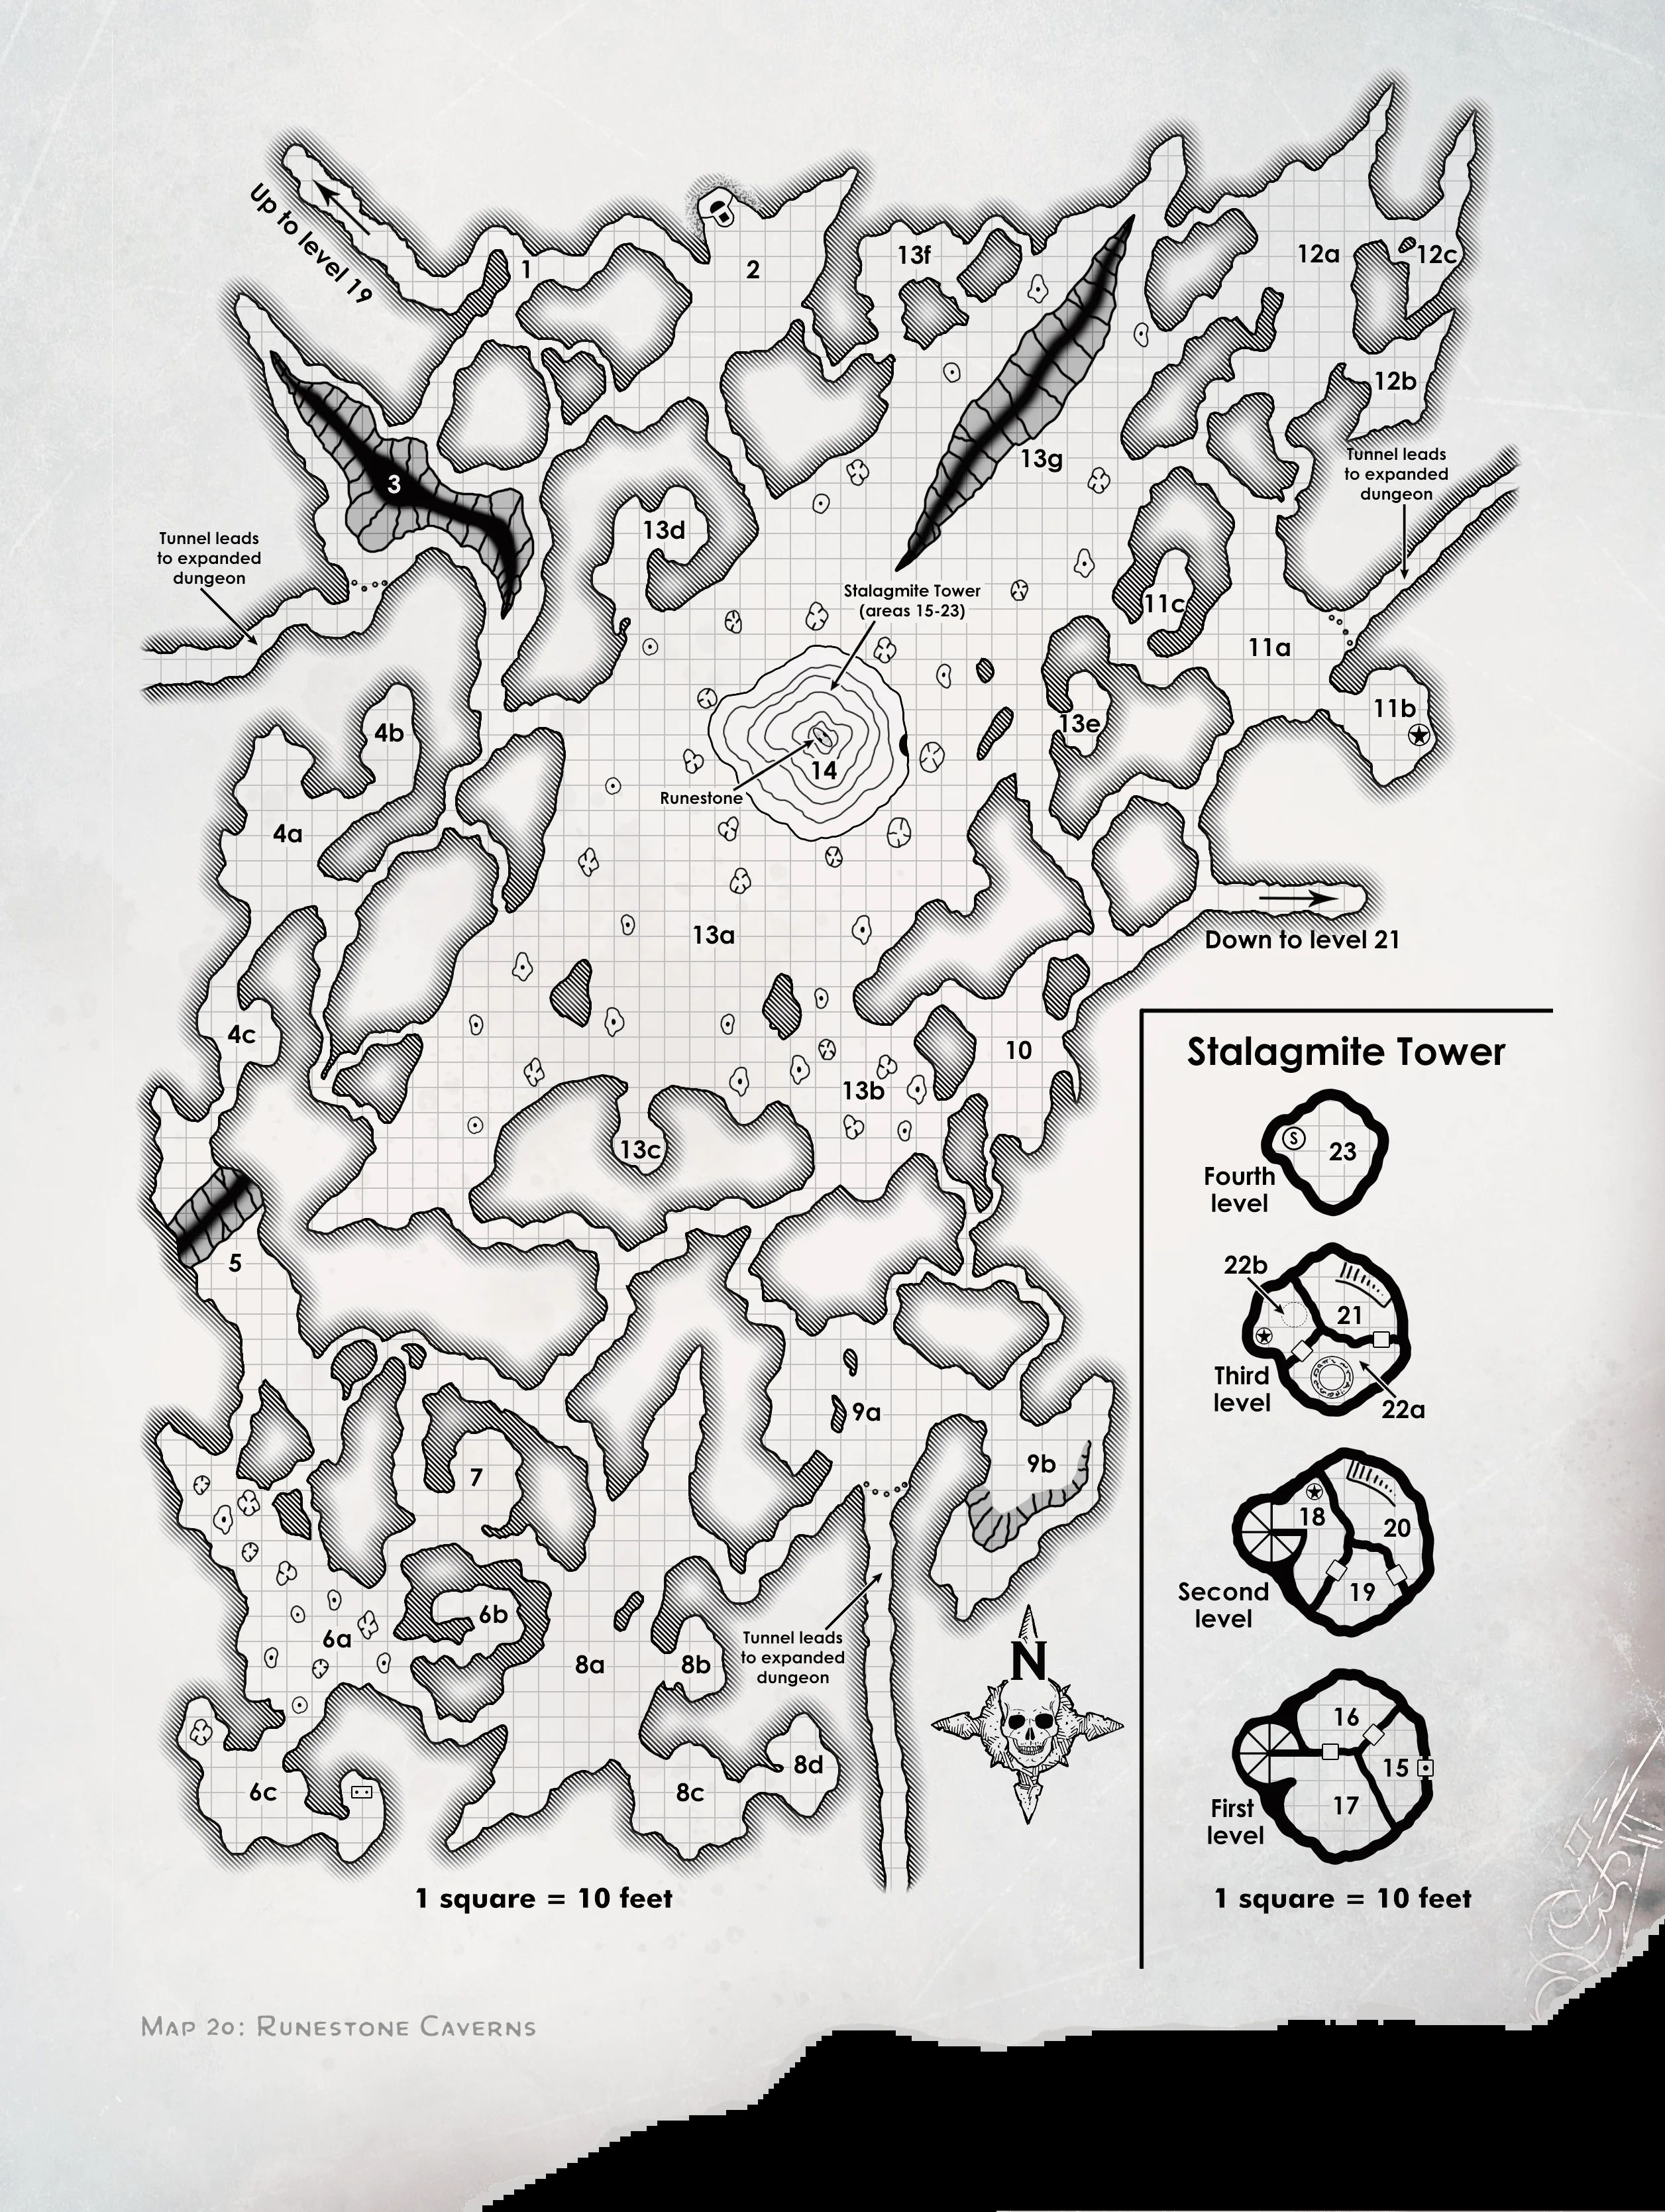 Up to level 19
1
2
13f
12a
12c
12b
3
13g
Tunnel leads
to expanded
dungeon
13d
Tunnel leads
to expanded
dungeon
Stalagmite Tower
(areas 15-23)
11c
11a
4b
13e
11b
14
Runestone
4a
13a
Down to level 21
4c
10
13b
13c
5
9a
7
9b
6b
6a
8a
8b
Tunnel leads
to expanded
dungeon
N
6c
8c
8d
1 square = 10 feet
Stalagmite Tower
23
S
Fourth
level
22b
21
Third
level
22a
18
20
Second
level
19
16
15
First
level
17
1 square = 10 feet
Map 20: Runestone Caverns